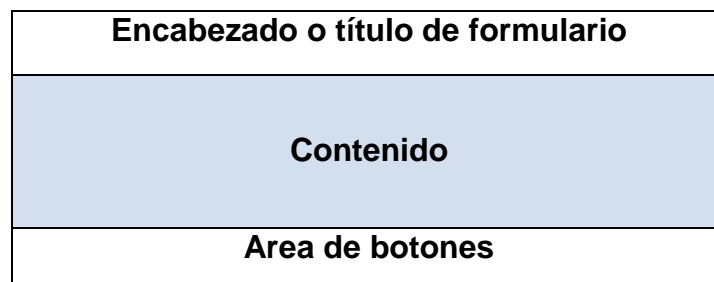 Encabezado o título de formulario
Contenido
Area de botones